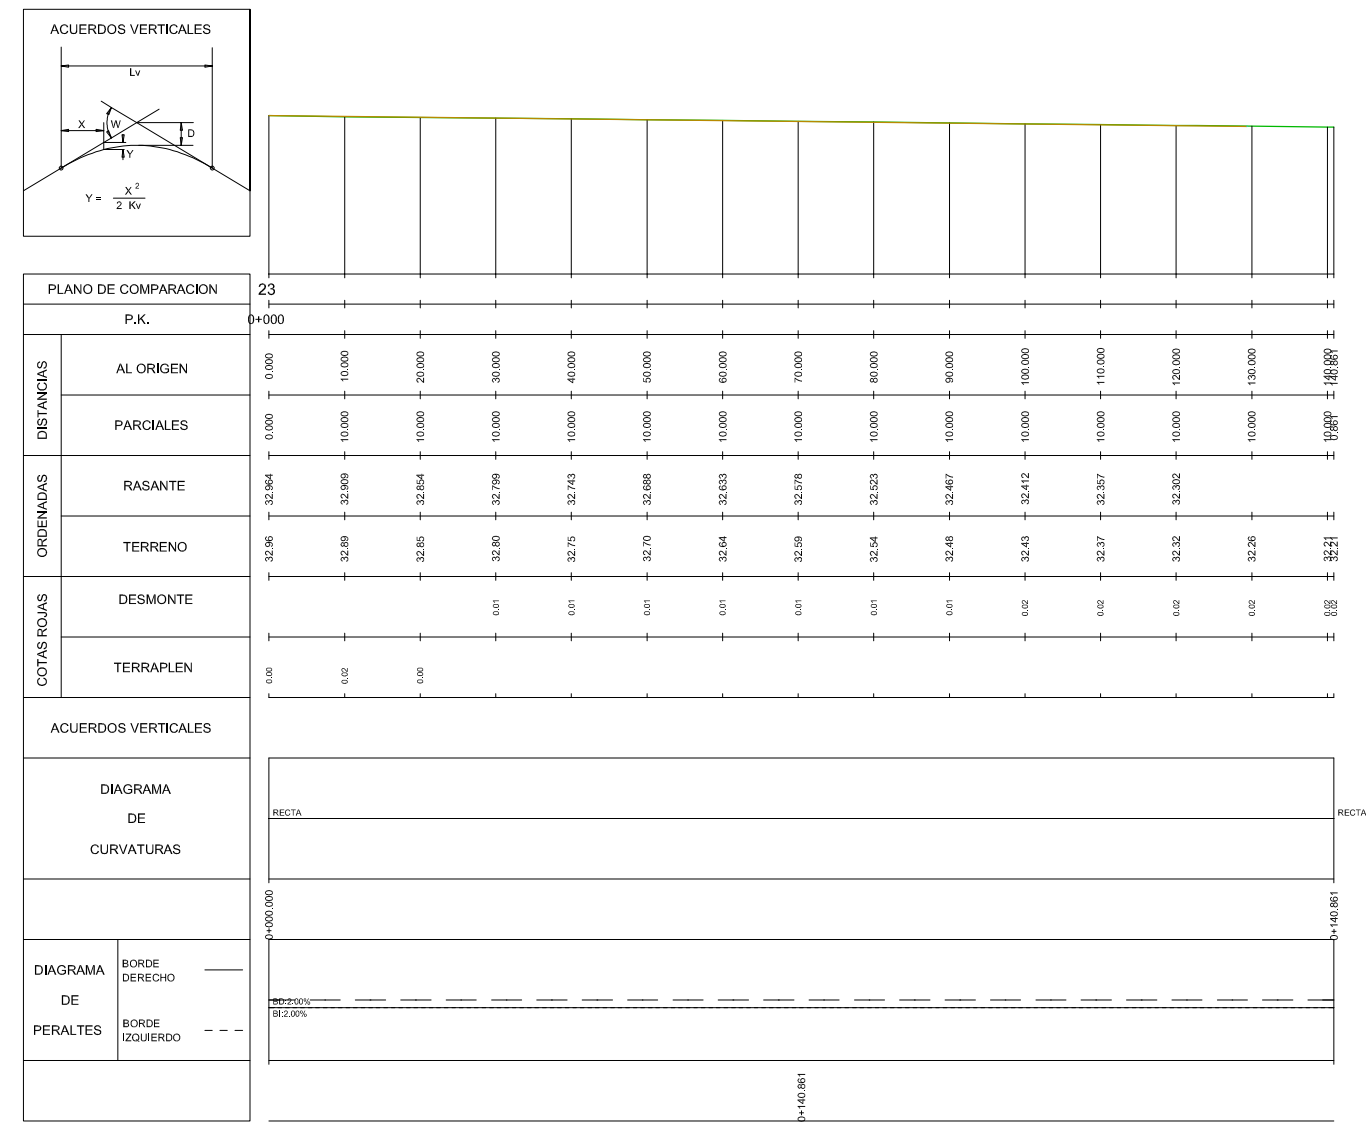 ACUERDOS VERTICALES
Lv
X
W
D
Y
Y = X 2
2 Kv
PLANO DE COMPARACION 23
P.K. 0+000
DISTANCIAS
AL ORIGEN 0.000 10.000 20.000 30.000 40.000 50.000 60.000 70.000 80.000 90.000 100.000 110.000 120.000 130.000 140.000 140.861
PARCIALES 0.000 10.000 10.000 10.000 10.000 10.000 10.000 10.000 10.000 10.000 10.000 10.000 10.000 10.000 10.000 0.861
ORDENADAS
RASANTE 32.964 32.909 32.854 32.799 32.743 32.688 32.633 32.578 32.523 32.467 32.412 32.357 32.302
TERRENO 32.96 32.89 32.85 32.80 32.75 32.70 32.64 32.59 32.54 32.48 32.43 32.37 32.32 32.26 32.21 32.21
COTAS ROJAS
DESMONTE 0.01 0.01 0.01 0.01 0.01 0.01 0.01 0.02 0.02 0.02 0.02 0.02 0.02
TERRAPLEN 0.00 0.02 0.00
ACUERDOS VERTICALES
DIAGRAMA
DE
CURVATURAS
RECTA RECTA
0+000.000 0+140.861
DIAGRAMA
DE
PERALTES
BORDE
DERECHO
BORDE
IZQUIERDO
BD:2.00%
BI:2.00%
0+140.861